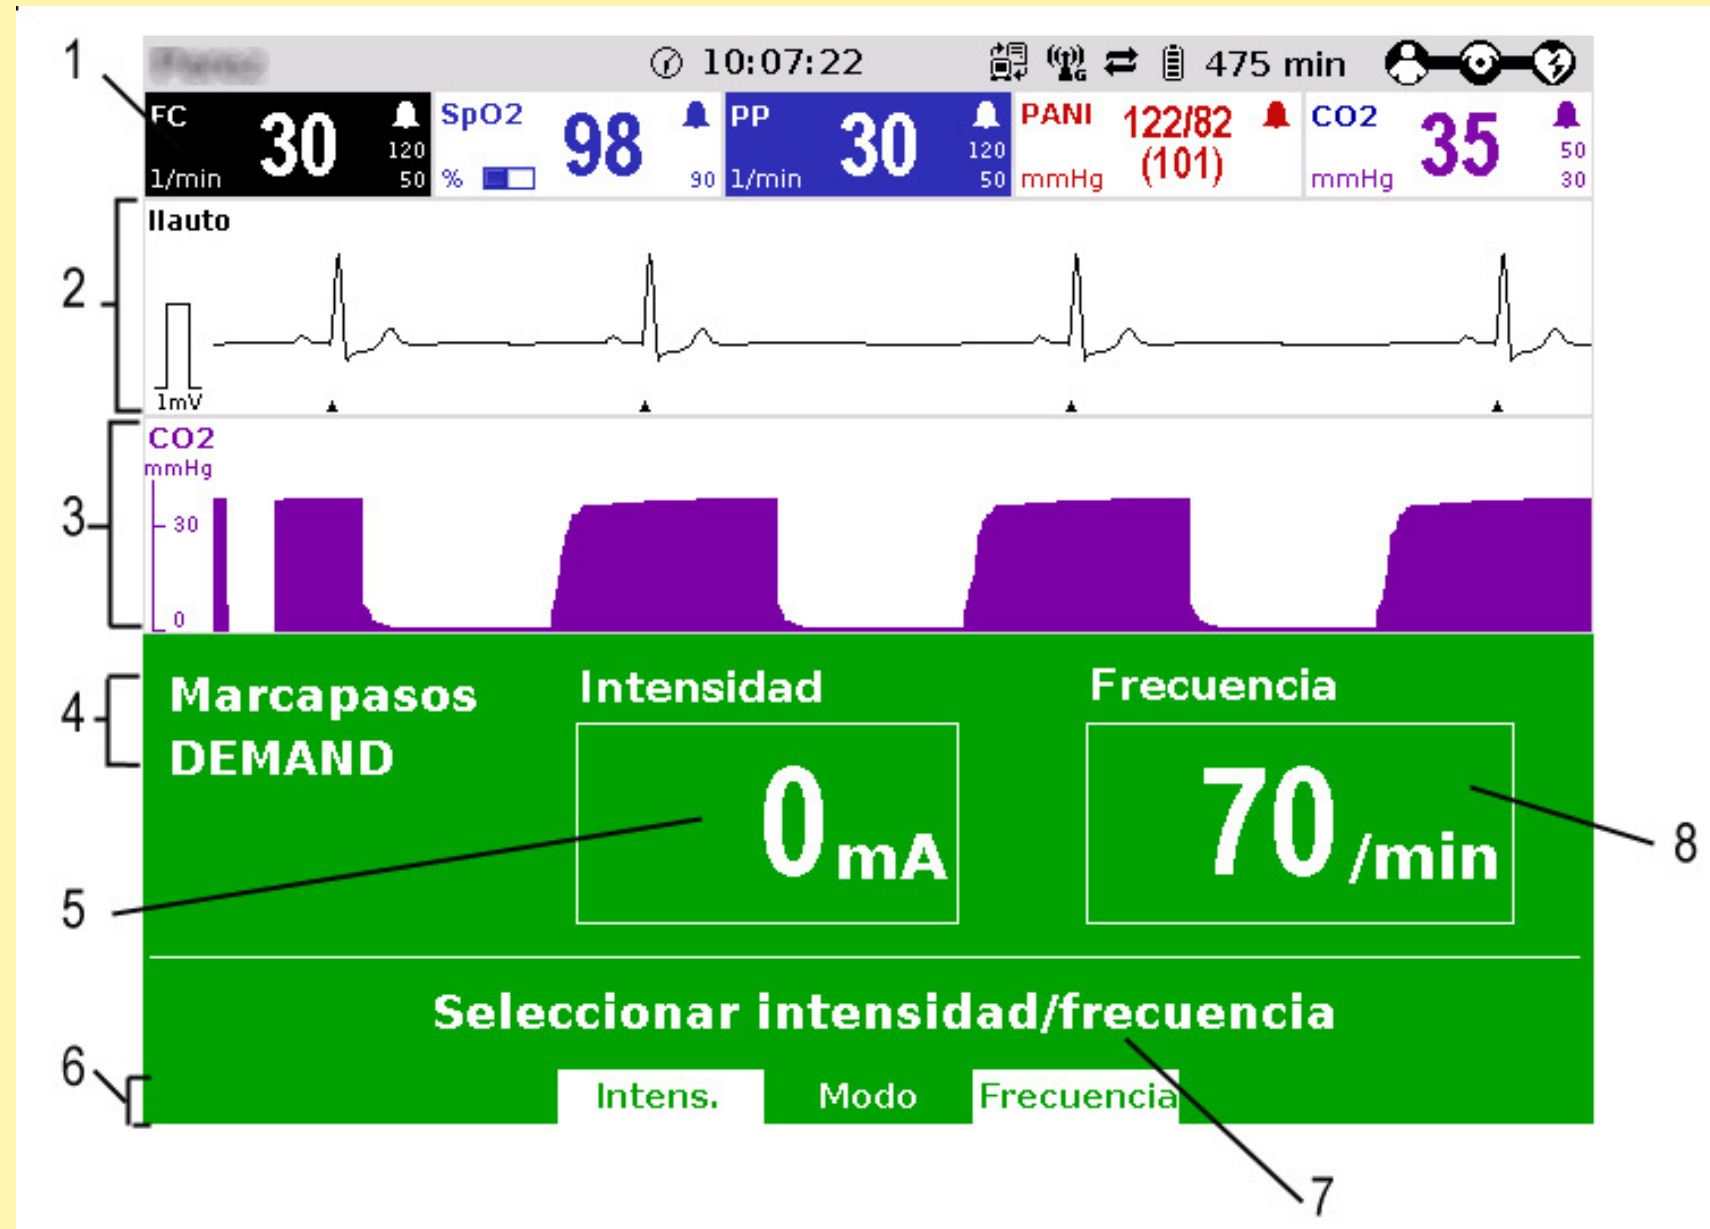 1
10:07:22
G
475 min
FC 30 120 50 1/min
SpO2 98 90 %
PP 30 120 50 1/min
PANI 122/82 (101) mmHg
CO2 35 50 30 mmHg
2
IIauto
1mV
3
CO2
mmHg
30
0
4
Marcapasos
DEMAND
Intensidad
0 mA
Frecuencia
70 /min
8
5
Seleccionar intensidad/frecuencia
6
Intens. Modo Frecuencia
7